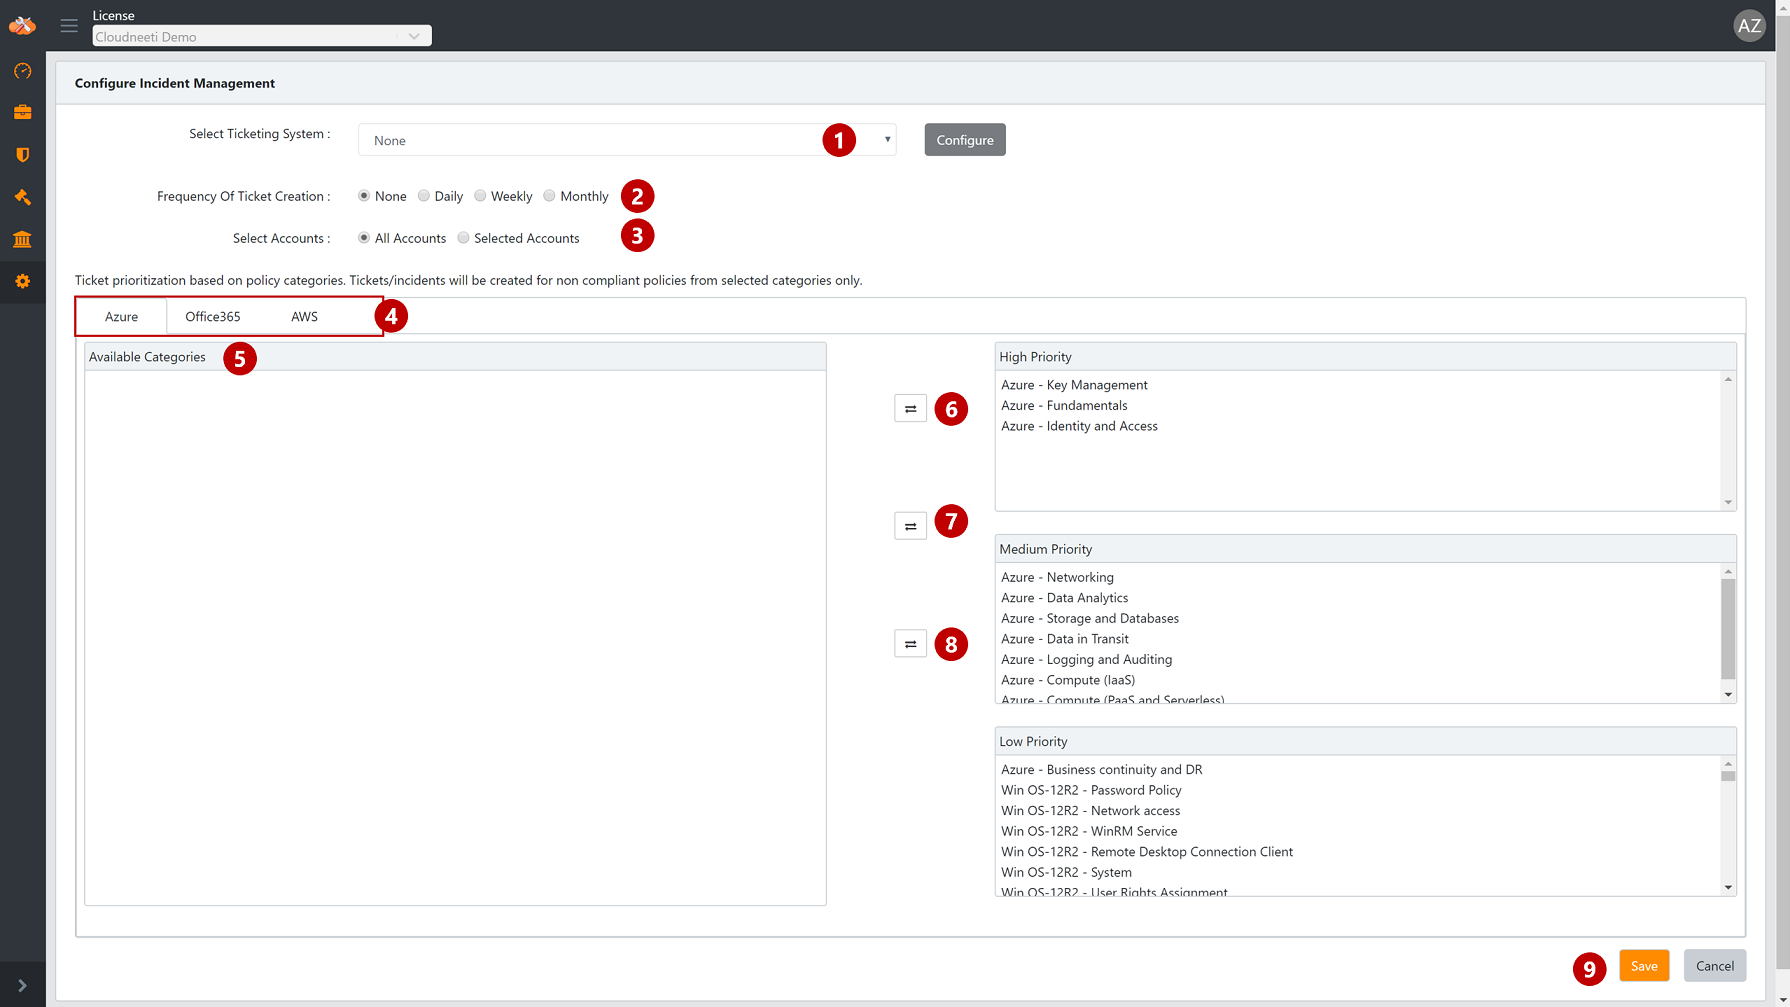 License
Cloudneeti Demo
AZ
Configure Incident Management
Select Ticketing System :
None
1
Configure
Frequency Of Ticket Creation :
None Daily Weekly Monthly
2
Select Accounts :
All Accounts Selected Accounts
3
Ticket prioritization based on policy categories. Tickets/incidents will be created for non compliant policies from selected categories only.
Azure Office365 AWS
4
Available Categories
5
6
7
8
High Priority
Azure - Key Management
Azure - Fundamentals
Azure - Identity and Access
Medium Priority
Azure - Networking
Azure - Data Analytics
Azure - Storage and Databases
Azure - Data in Transit
Azure - Logging and Auditing
Azure - Compute (IaaS)
Azure - Compute (PaaS and Serverless)
Low Priority
Azure - Business continuity and DR
Win OS-12R2 - Password Policy
Win OS-12R2 - Network access
Win OS-12R2 - WinRM Service
Win OS-12R2 - Remote Desktop Connection Client
Win OS-12R2 - System
Win OS-12R2 - User Rights Assignment
9
Save
Cancel